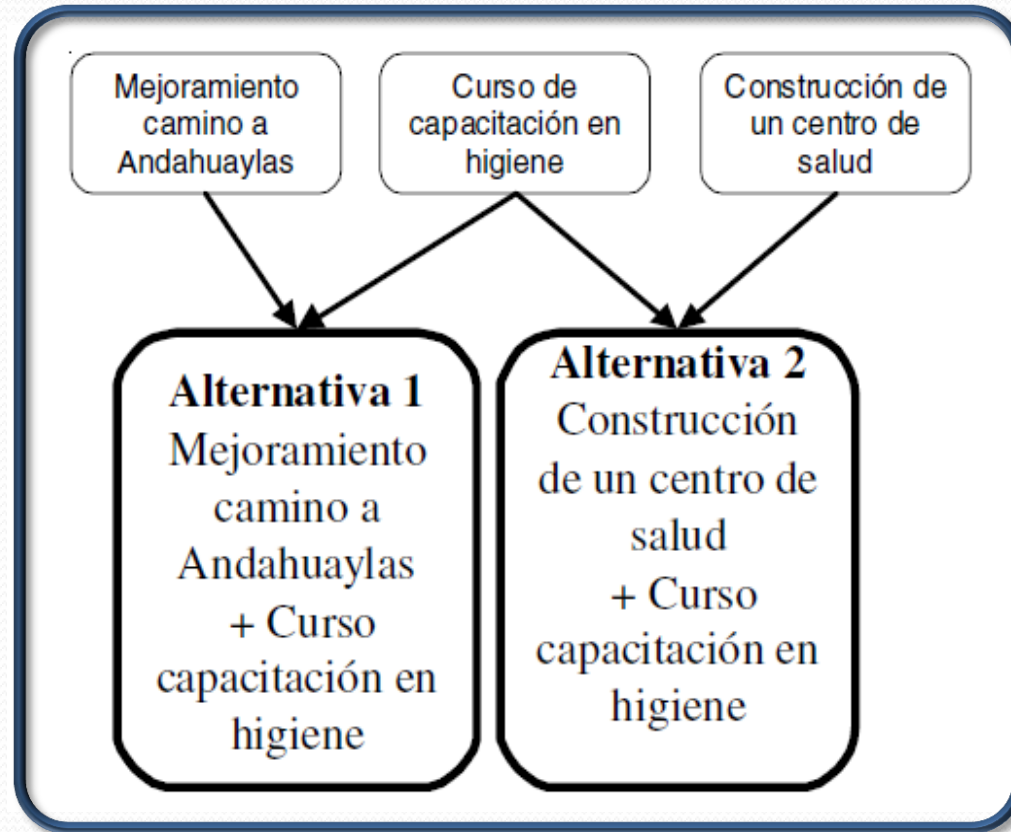 Mejoramiento
camino a
Andahuaylas
Curso de
capacitación en
higiene
Construcción de
un centro de
salud
Alternativa 1
Mejoramiento
camino a
Andahuaylas
+ Curso
capacitación en
higiene
Alternativa 2
Construcción
de un centro de
salud
+ Curso
capacitación en
higiene